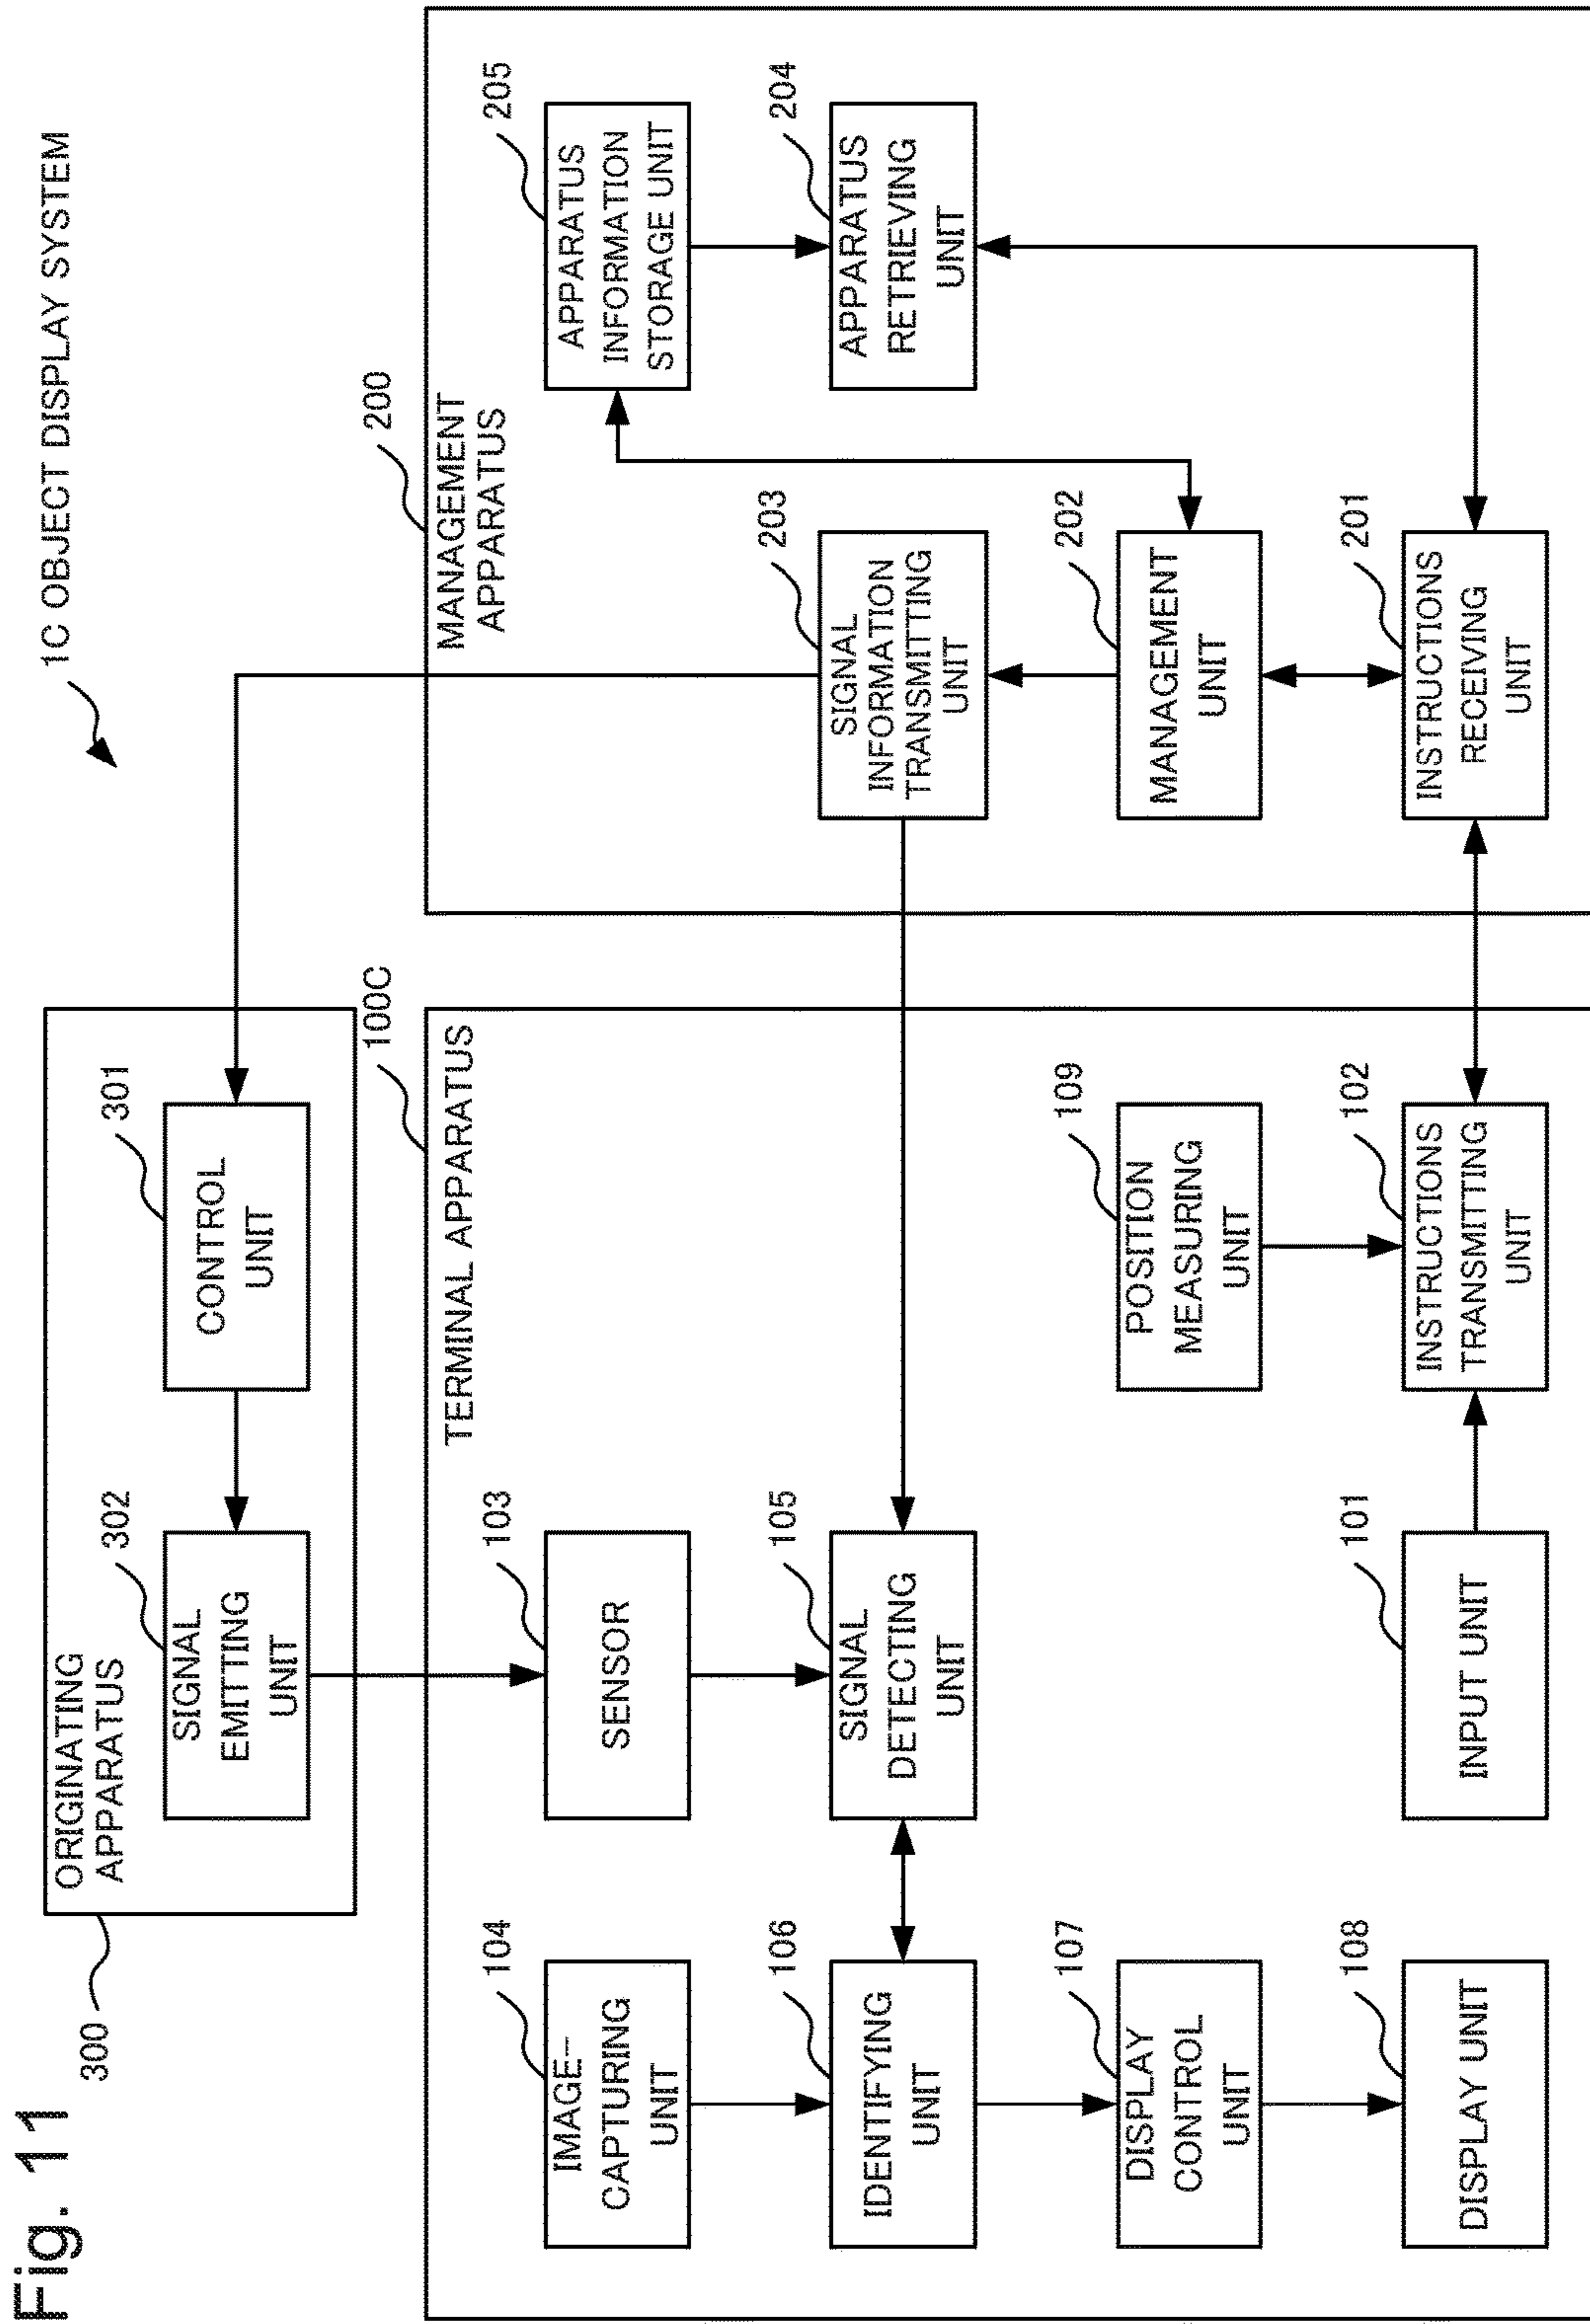 Fig. 11
1C OBJECT DISPLAY SYSTEM
300
ORIGINATING
APPARATUS
302
SIGNAL
EMITTING
UNIT
301
CONTROL
UNIT
100C
TERMINAL APPARATUS
104
IMAGE-
CAPTURING
UNIT
103
SENSOR
106
IDENTIFYING
UNIT
105
SIGNAL
DETECTING
UNIT
107
DISPLAY
CONTROL
UNIT
109
POSITION
MEASURING
UNIT
108
DISPLAY UNIT
101
INPUT UNIT
102
INSTRUCTIONS
TRANSMITTING
UNIT
200
MANAGEMENT
APPARATUS
205
APPARATUS
INFORMATION
STORAGE UNIT
203
SIGNAL
INFORMATION
TRANSMITTING
UNIT
204
APPARATUS
RETRIEVING
UNIT
202
MANAGEMENT
UNIT
201
INSTRUCTIONS
RECEIVING
UNIT